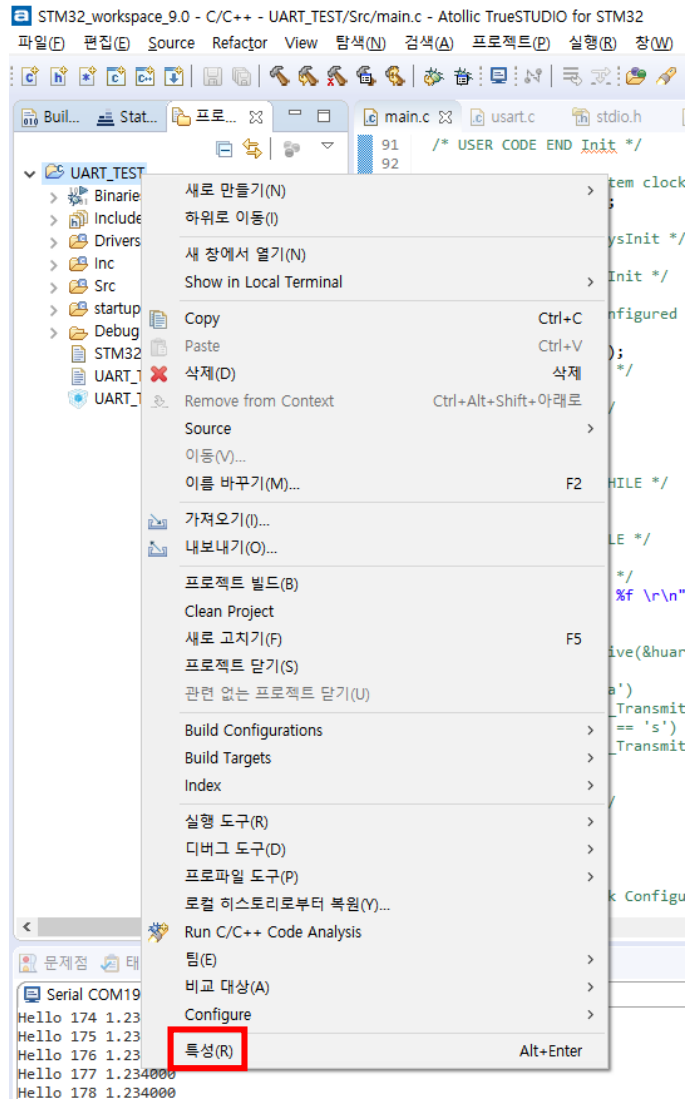 STM32_workspace_9.0 - C/C++ - UART_TEST/Src/main.c - Atollic TrueSTUDIO for STM32
파일(F) 편집(E) Source Refactor View 탐색(N) 검색(A) 프로젝트(P) 실행(R) 창(W)
Buil... Stat... 프로... main.c usart.c stdio.h
91 /* USER CODE END Init */
92
UART_TEST
Binarie
Include
Drivers
Inc
Src
startup
Debug
STM32
UART_T
UART_T
새로 만들기(N)
하위로 이동(I)
새 창에서 열기(N)
Show in Local Terminal
Copy Ctrl+C
Paste Ctrl+V
삭제(D) 삭제
Remove from Context Ctrl+Alt+Shift+아래로
Source
이동(V)...
이름 바꾸기(M)... F2
가져오기(I)...
내보내기(O)...
프로젝트 빌드(B)
Clean Project
새로 고치기(F) F5
프로젝트 닫기(S)
관련 없는 프로젝트 닫기(U)
Build Configurations
Build Targets
Index
실행 도구(R)
디버그 도구(D)
프로파일 도구(P)
로컬 히스토리로부터 복원(Y)...
Run C/C++ Code Analysis
팀(E)
비교 대상(A)
Configure
특성(R) Alt+Enter
tem clock
;
ysInit */
Init */
nfigured
);
*/
/
HILE */
LE */
*/
%f \r\n"
ive(&huar
a')
_Transmit
== 's')
_Transmit
/
k Configu
문제점 태
Serial COM19
Hello 174 1.23
Hello 175 1.23
Hello 176 1.23
Hello 177 1.234000
Hello 178 1.234000